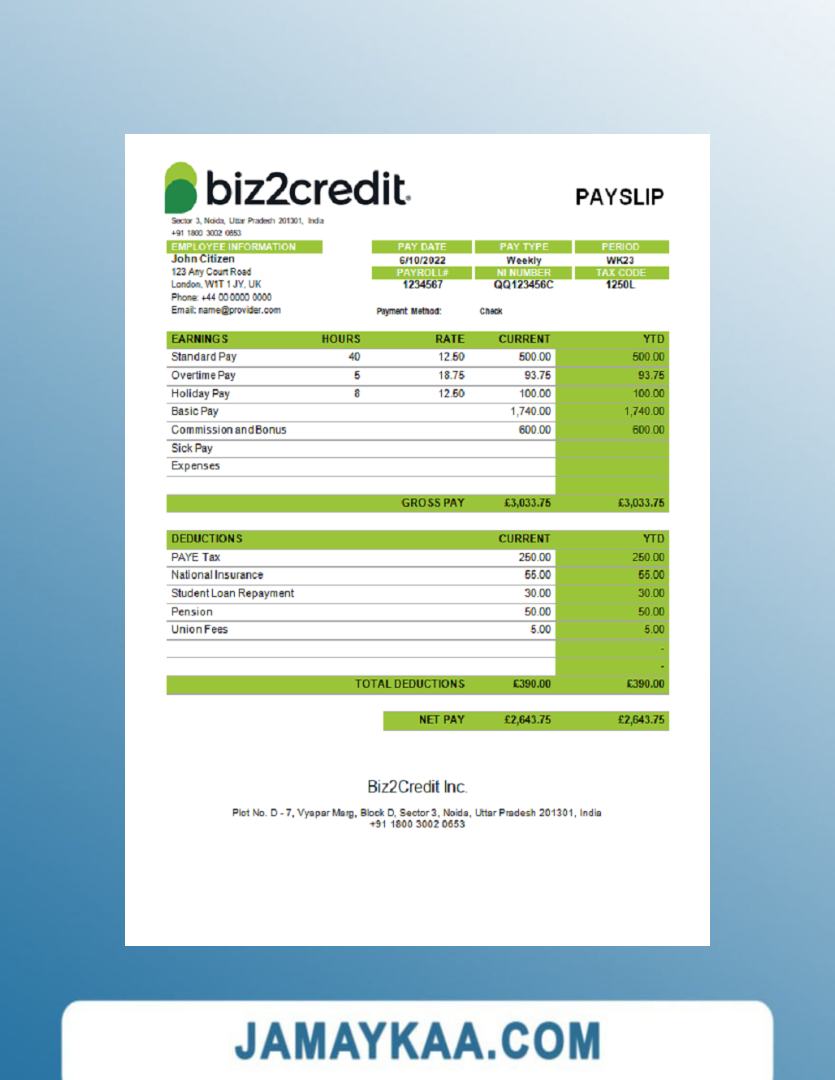 biz2credit.
PAYSLIP
Sector 3, Noida, Uttar Pradesh 201301, India
+91 1800 3002 0653
EMPLOYEE INFORMATION PAY DATE PAY TYPE PERIOD
John Citizen 6/10/2022 Weekly WK23
123 Any Court Road PAYROLL# NI NUMBER TAX CODE
London, W1T 1 JY, UK 1234567 QQ123456C 1250L
Phone: +44 00 0000 0000
Email: name@provider.com Payment Method: Check
EARNINGS HOURS RATE CURRENT YTD
Standard Pay 40 12.50 500.00 500.00
Overtime Pay 5 18.75 93.75 93.75
Holiday Pay 8 12.50 100.00 100.00
Basic Pay 1,740.00 1,740.00
Commission and Bonus 600.00 600.00
Sick Pay
Expenses
GROSS PAY £3,033.75 £3,033.75
DEDUCTIONS CURRENT YTD
PAYE Tax 250.00 250.00
National Insurance 55.00 55.00
Student Loan Repayment 30.00 30.00
Pension 50.00 50.00
Union Fees 5.00 5.00
-
-
TOTAL DEDUCTIONS £390.00 £390.00
NET PAY £2,643.75 £2,643.75
Biz2Credit Inc.
Plot No. D - 7, Vyapar Marg, Block D, Sector 3, Noida, Uttar Pradesh 201301, India
+91 1800 3002 0653
JAMAYKAA.COM